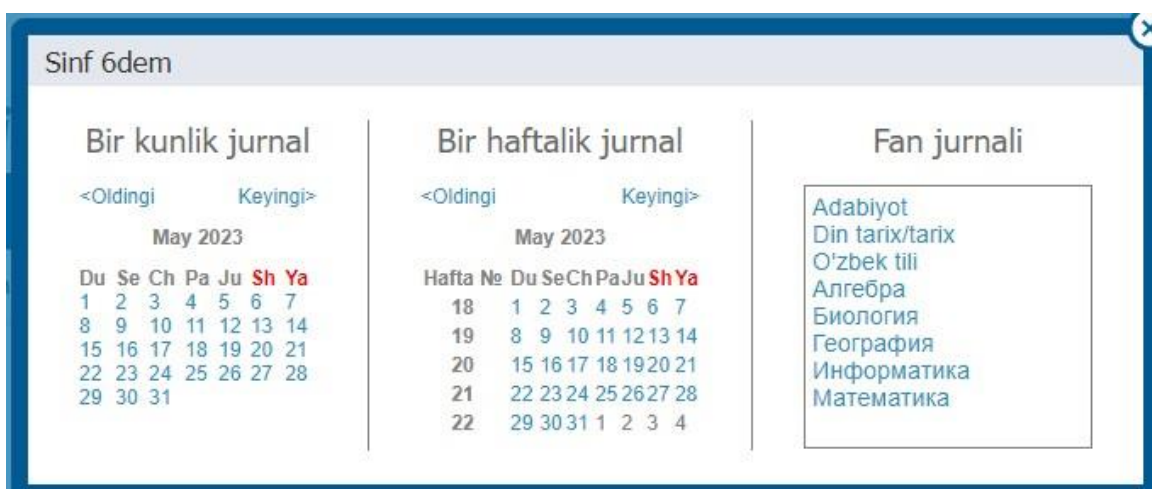 Sinf 6dem
Bir kunlik jurnal
<Oldingi Keyingi>
May 2023
Du Se Ch Pa Ju Sh Ya
1 2 3 4 5 6 7
8 9 10 11 12 13 14
15 16 17 18 19 20 21
22 23 24 25 26 27 28
29 30 31
Bir haftalik jurnal
<Oldingi Keyingi>
May 2023
Hafta № Du Se Ch Pa Ju Sh Ya
18 1 2 3 4 5 6 7
19 8 9 10 11 12 13 14
20 15 16 17 18 19 20 21
21 22 23 24 25 26 27 28
22 29 30 31 1 2 3 4
Fan jurnali
Adabiyot
Din tarix/tarix
O'zbek tili
Алгебра
Биология
География
Информатика
Математика